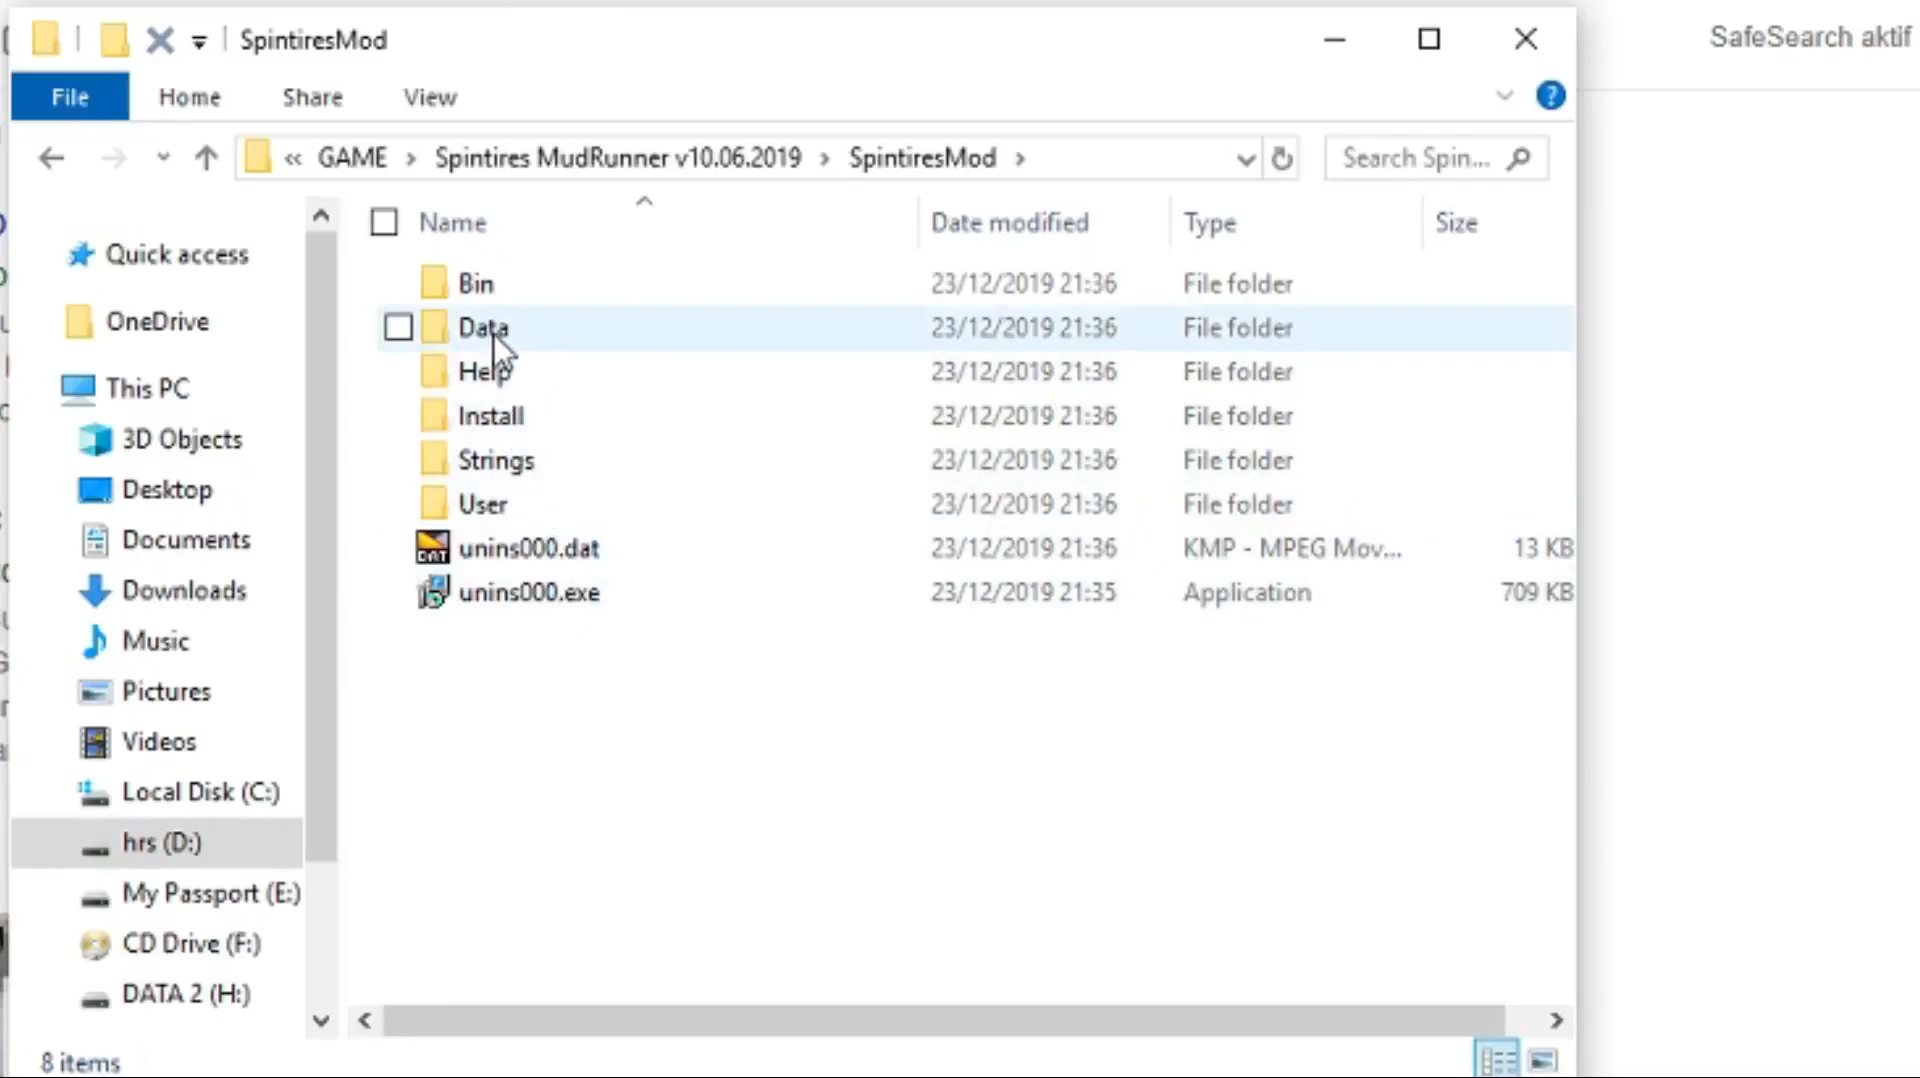 SpintiresMod
SafeSearch aktif
File Home Share View
« GAME > Spintires MudRunner v10.06.2019 > SpintiresMod >
Search Spin...
Name Date modified Type Size
Quick access
OneDrive
This PC
3D Objects
Desktop
Documents
Downloads
Music
Pictures
Videos
Local Disk (C:)
hrs (D:)
My Passport (E:)
CD Drive (F:)
DATA 2 (H:)
Bin 23/12/2019 21:36 File folder
Data 23/12/2019 21:36 File folder
Help 23/12/2019 21:36 File folder
Install 23/12/2019 21:36 File folder
Strings 23/12/2019 21:36 File folder
User 23/12/2019 21:36 File folder
unins000.dat 23/12/2019 21:36 KMP - MPEG Mov... 13 KB
unins000.exe 23/12/2019 21:35 Application 709 KB
8 items